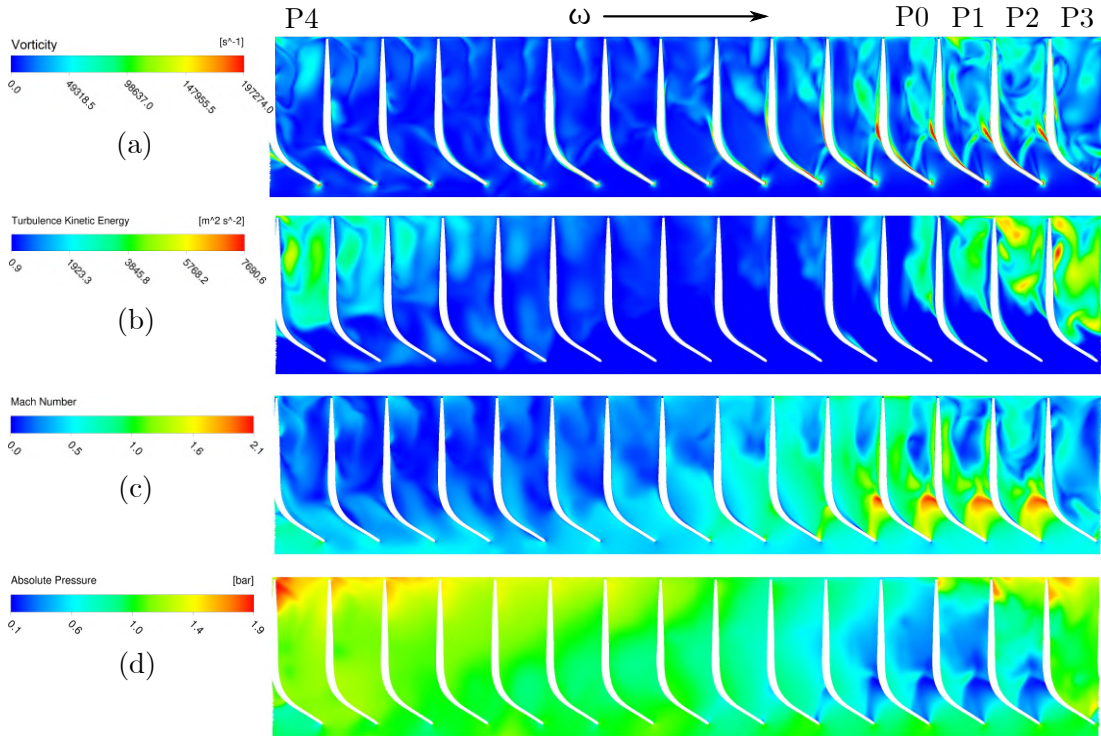 P4 ω P0 P1 P2 P3
Vorticity [s^-1]
0.0 49318.5 98637.0 147955.5 197274.0
(a)
Turbulence Kinetic Energy [m^2 s^-2]
0.9 1923.3 3845.8 5768.2 7690.6
(b)
Mach Number
0.0 0.5 1.0 1.6 2.1
(c)
Absolute Pressure [bar]
0.1 0.6 1.0 1.4 1.9
(d)